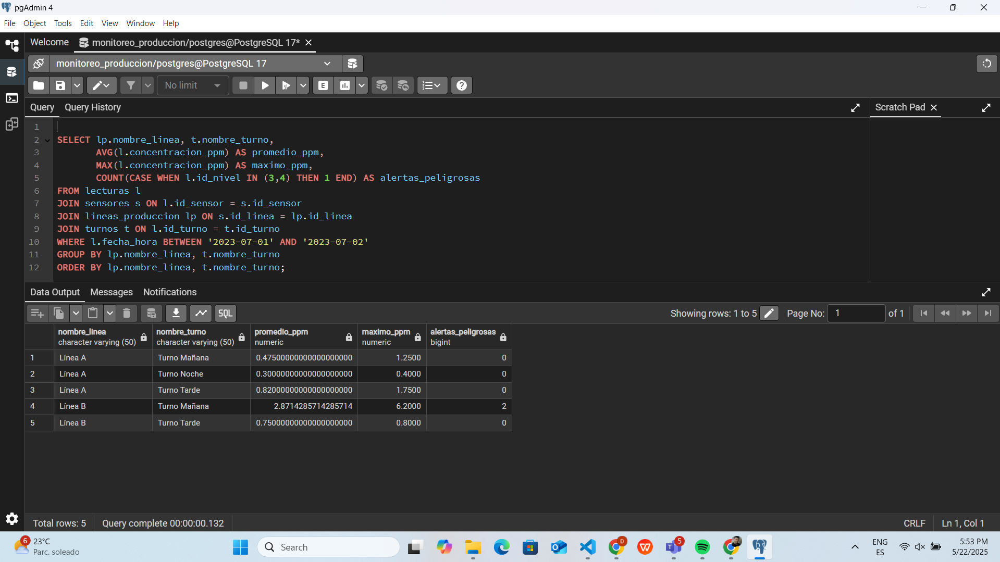 pgAdmin 4
File Object Tools Edit View Window Help
Welcome monitoreo_produccion/postgres@PostgreSQL 17*
monitoreo_produccion/postgres@PostgreSQL 17
No limit
E
Query Query History Scratch Pad
1
2 SELECT lp.nombre_linea, t.nombre_turno,
3 AVG(l.concentracion_ppm) AS promedio_ppm,
4 MAX(l.concentracion_ppm) AS maximo_ppm,
5 COUNT(CASE WHEN l.id_nivel IN (3,4) THEN 1 END) AS alertas_peligrosas
6 FROM lecturas l
7 JOIN sensores s ON l.id_sensor = s.id_sensor
8 JOIN lineas_produccion lp ON s.id_linea = lp.id_linea
9 JOIN turnos t ON l.id_turno = t.id_turno
10 WHERE l.fecha_hora BETWEEN '2023-07-01' AND '2023-07-02'
11 GROUP BY lp.nombre_linea, t.nombre_turno
12 ORDER BY lp.nombre_linea, t.nombre_turno;
Data Output Messages Notifications
SQL Showing rows: 1 to 5 Page No: 1 of 1
nombre_linea nombre_turno promedio_ppm maximo_ppm alertas_peligrosas
character varying (50) character varying (50) numeric numeric bigint
1 Línea A Turno Mañana 0.47500000000000000000 1.2500 0
2 Línea A Turno Noche 0.30000000000000000000 0.4000 0
3 Línea A Turno Tarde 0.82000000000000000000 1.7500 0
4 Línea B Turno Mañana 2.8714285714285714 6.2000 2
5 Línea B Turno Tarde 0.75000000000000000000 0.8000 0
Total rows: 5 Query complete 00:00:00.132 CRLF Ln 1, Col 1
6 23°C
Parc. soleado
Search
D
5
ENG
ES
5:53 PM
5/22/2025